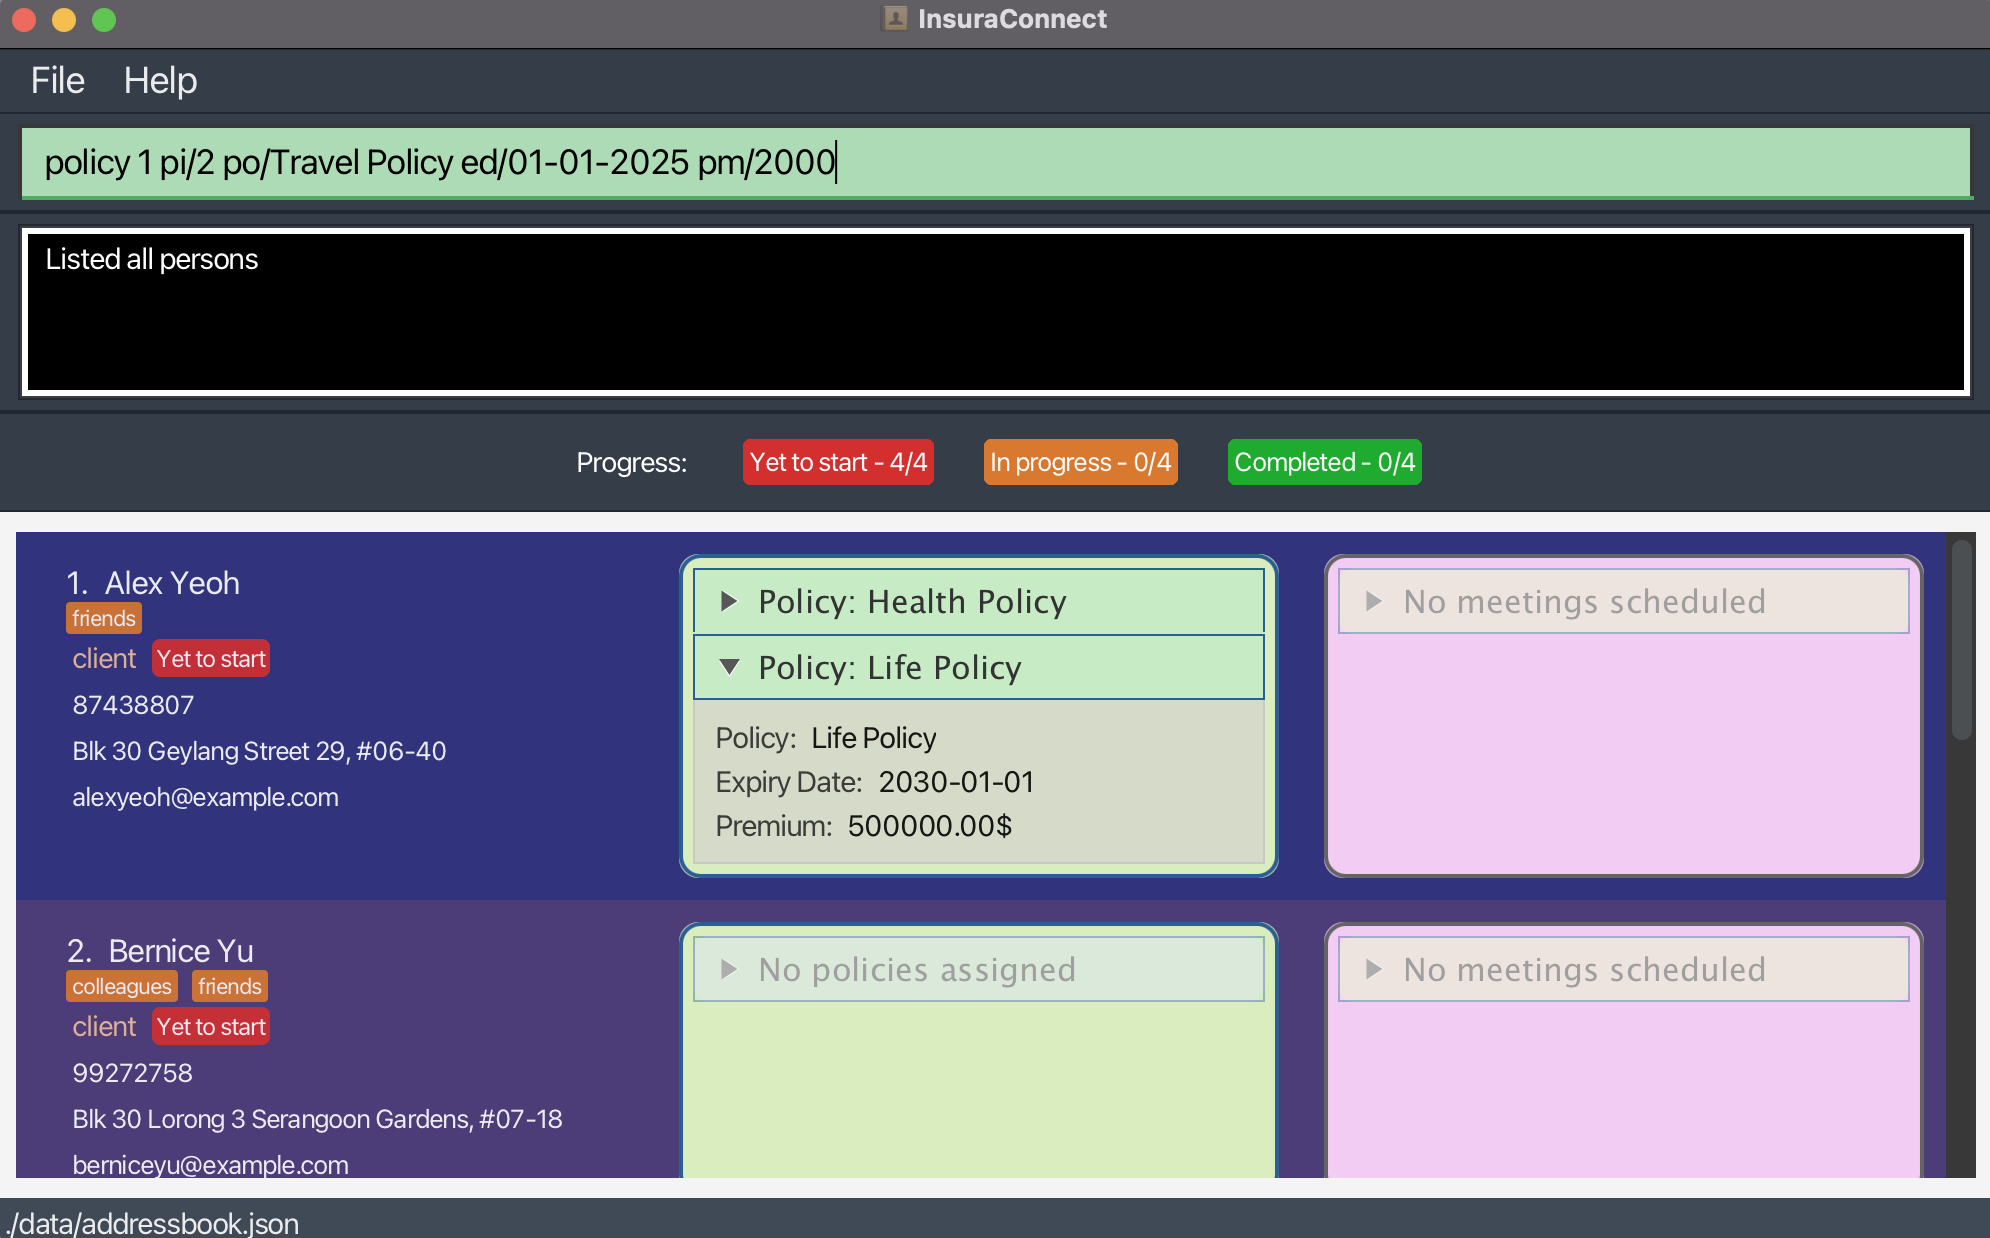 InsuraConnect
File Help
policy 1 pi/2 po/Travel Policy ed/01-01-2025 pm/2000
Listed all persons
Progress: Yet to start - 4/4 In progress - 0/4 Completed - 0/4
1. Alex Yeoh
friends
client Yet to start
87438807
Blk 30 Geylang Street 29, #06-40
alexyeoh@example.com
Policy: Health Policy
Policy: Life Policy
Policy: Life Policy
Expiry Date: 2030-01-01
Premium: 500000.00$
No meetings scheduled
2. Bernice Yu
colleagues friends
client Yet to start
99272758
Blk 30 Lorong 3 Serangoon Gardens, #07-18
berniceyu@example.com
No policies assigned
No meetings scheduled
./data/addressbook.json